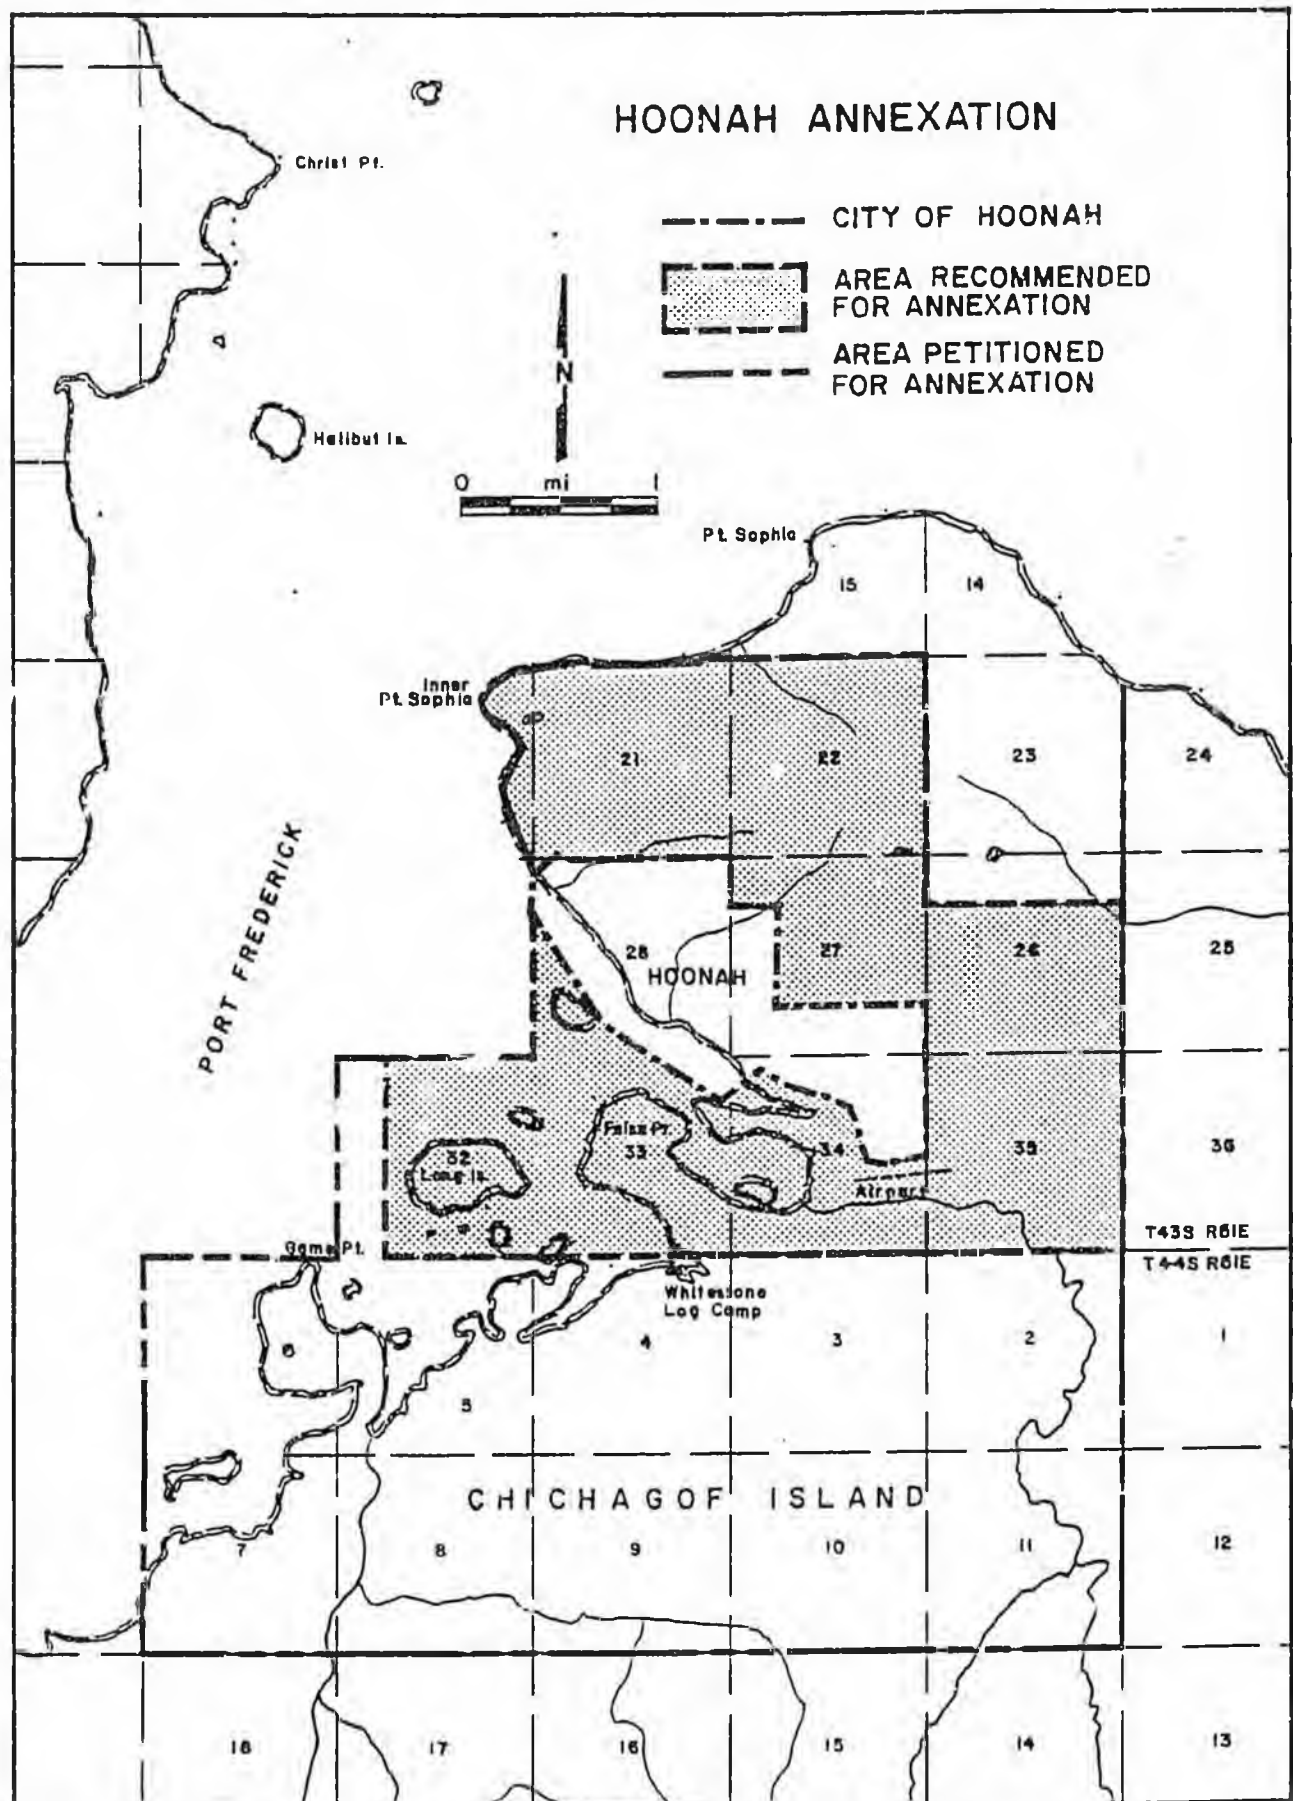 HOONAH ANNEXATION
Christ Pt.
CITY OF HOONAH
AREA RECOMMENDED
FOR ANNEXATION
AREA PETITIONED
FOR ANNEXATION
N
Halibut Is.
0 mi 1
Pt. Sophia
15 14
Inner
Pt. Sophia
21 22 23 24
PORT FREDERICK
28 27 26 25
HOONAH
False Pt.
32 33 34 35 36
Long Is.
Airport
T43S R61E
Game Pt.
T44S R61E
Whitestone
Log Camp
6 5 4 3 2 1
CHICHAGOF ISLAND
7 8 9 10 11 12
18 17 16 15 14 13